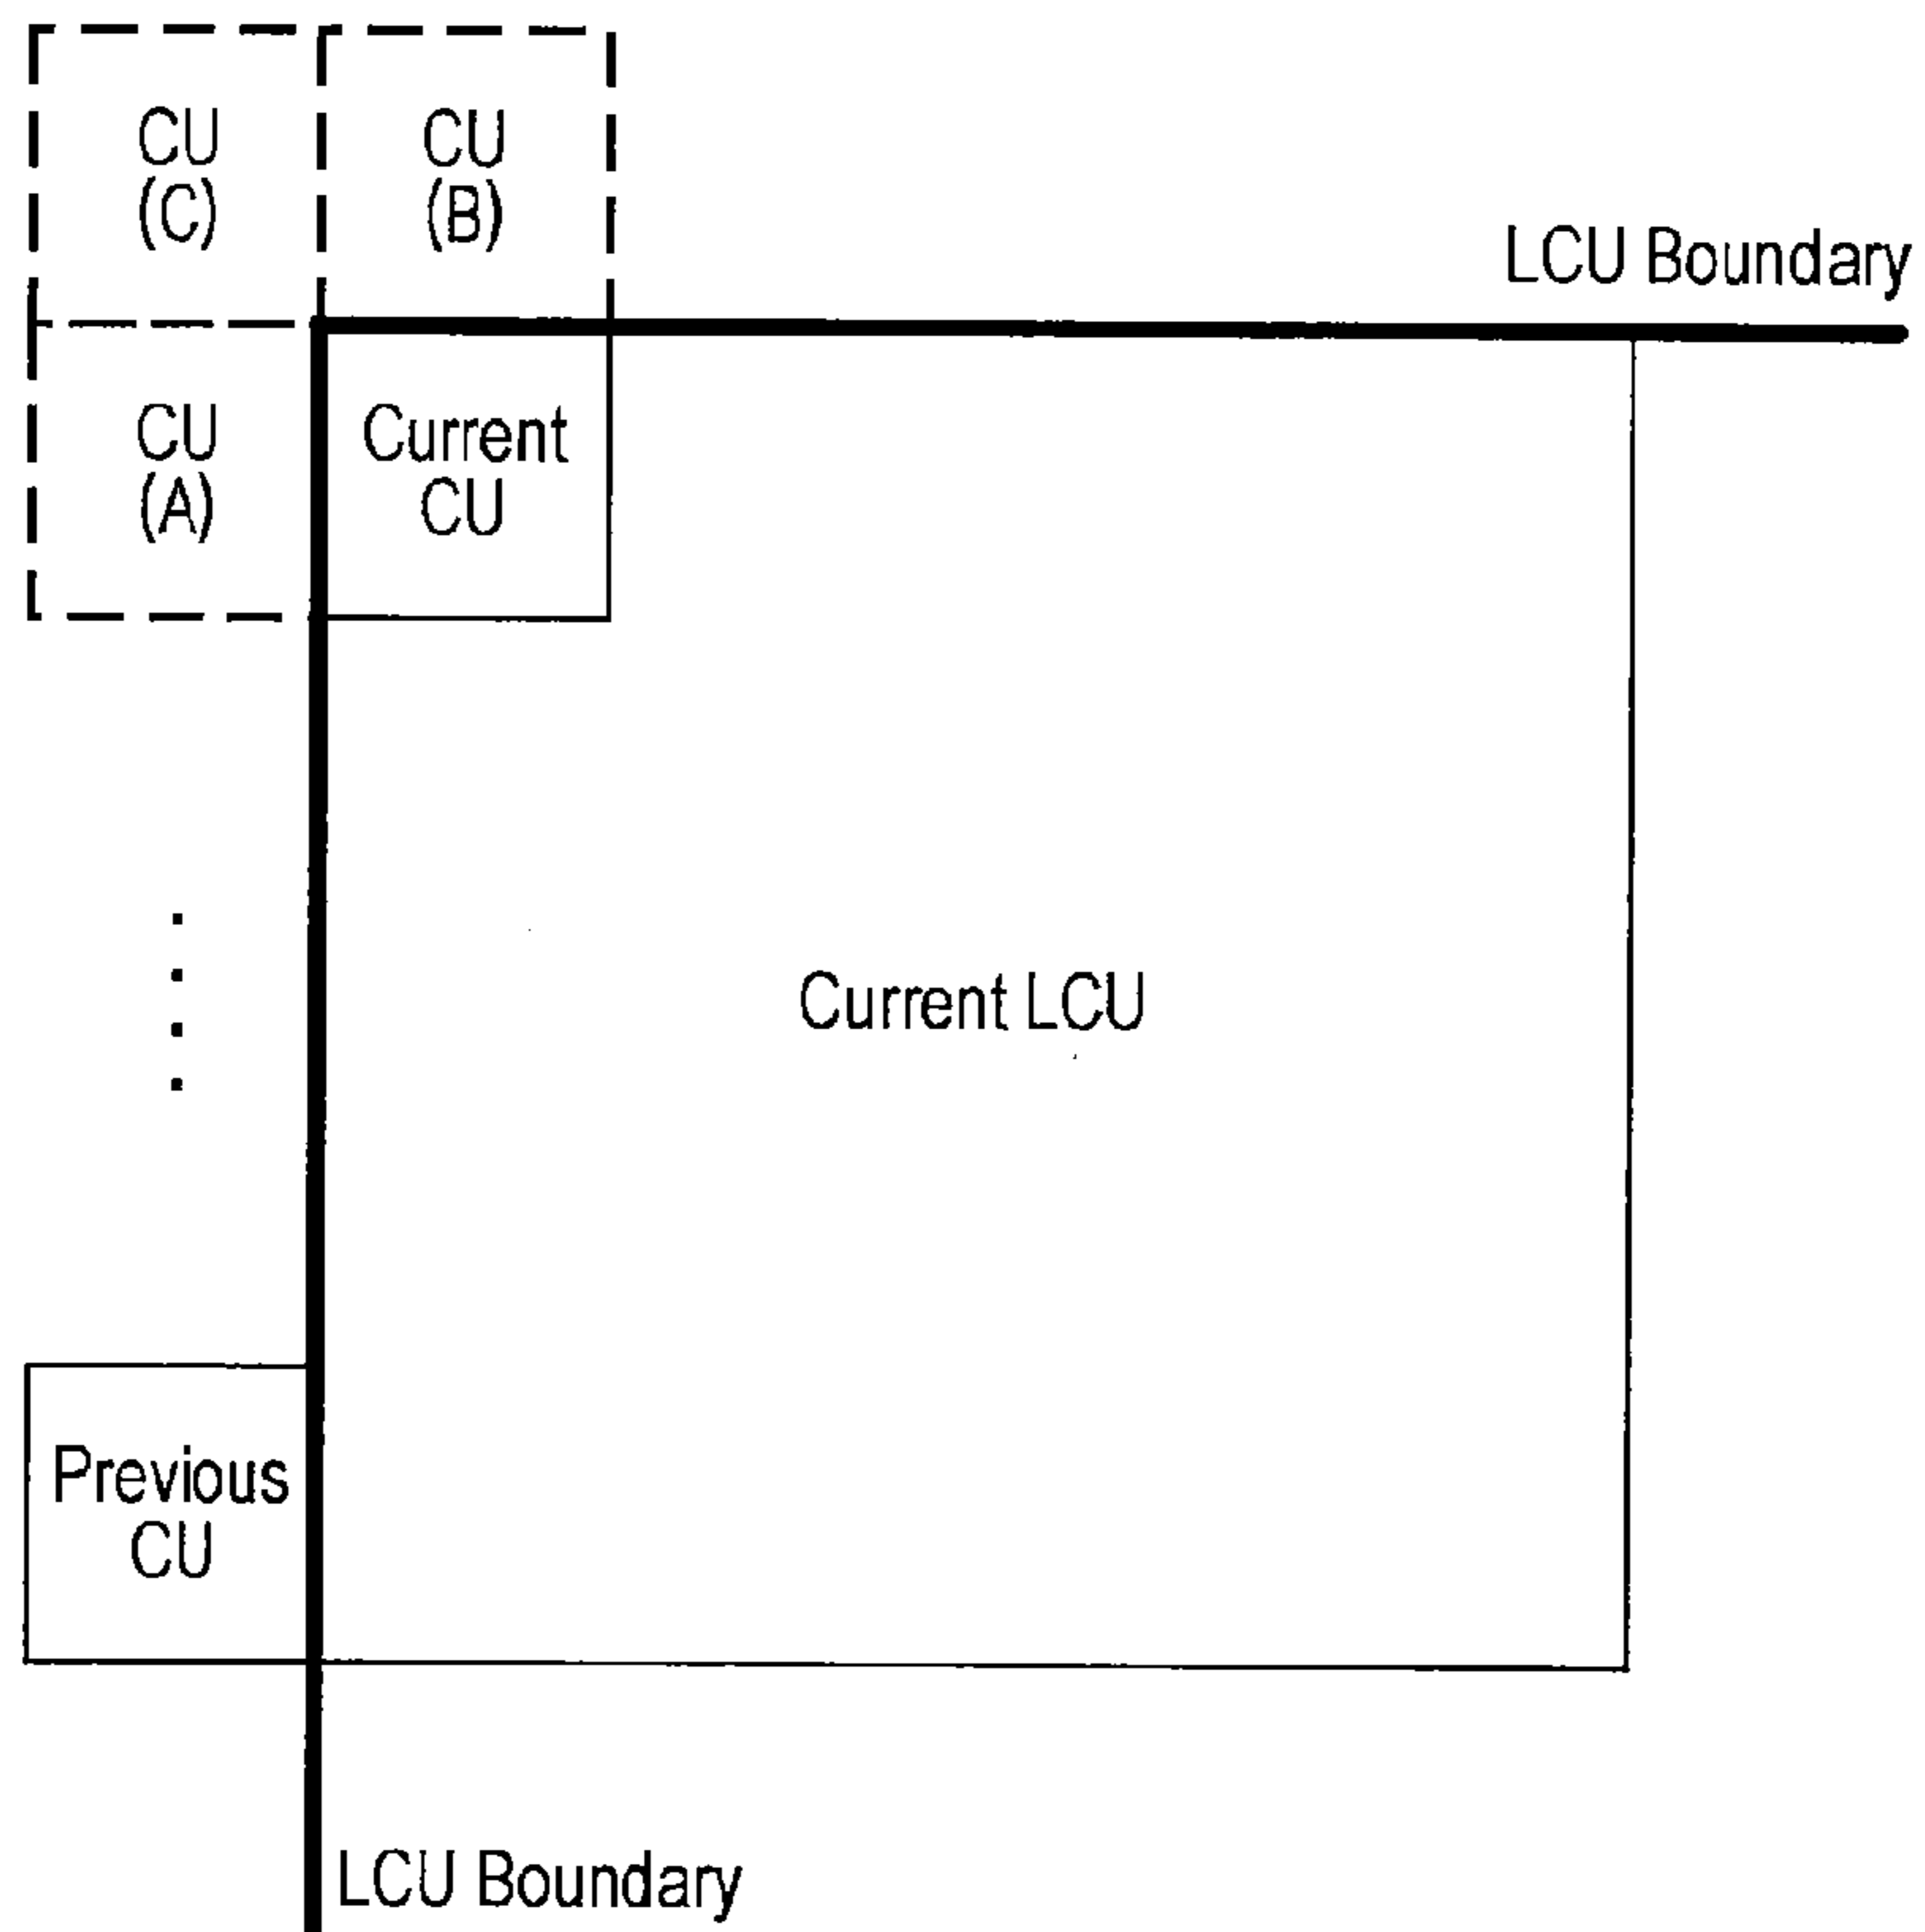 CU
(C)
CU
(B)
LCU Boundary
CU
(A)
Current
CU
Current LCU
Previous
CU
LCU Boundary